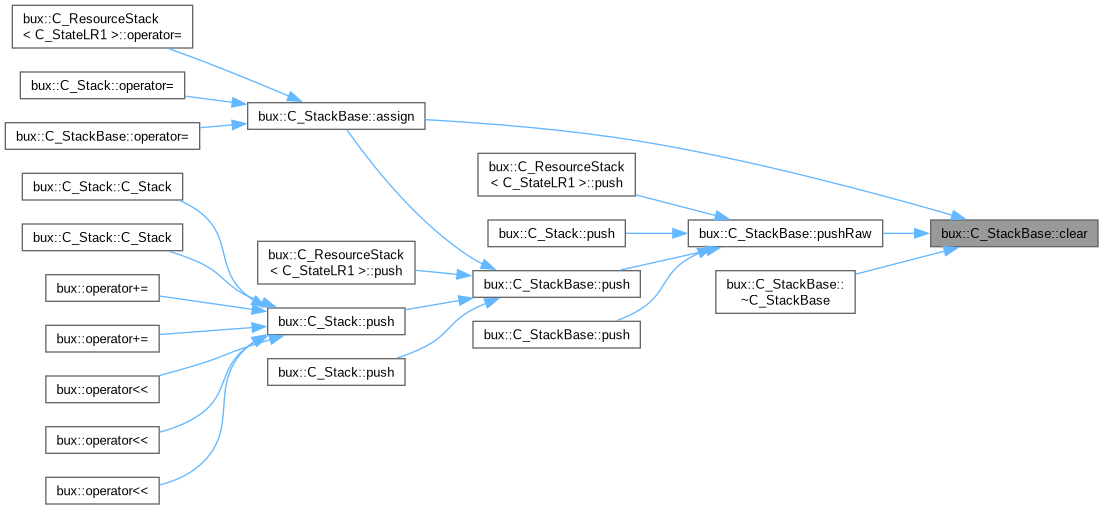 bux::C_ResourceStack
< C_StateLR1 >::operator=
bux::C_Stack::operator=
bux::C_StackBase::operator=
bux::C_StackBase::assign
bux::C_Stack::C_Stack
bux::C_Stack::C_Stack
bux::operator+=
bux::operator+=
bux::operator<<
bux::operator<<
bux::operator<<
bux::C_ResourceStack
< C_StateLR1 >::push
bux::C_Stack::push
bux::C_Stack::push
bux::C_ResourceStack
< C_StateLR1 >::push
bux::C_Stack::push
bux::C_StackBase::push
bux::C_StackBase::push
bux::C_StackBase::pushRaw
bux::C_StackBase::
~C_StackBase
bux::C_StackBase::clear